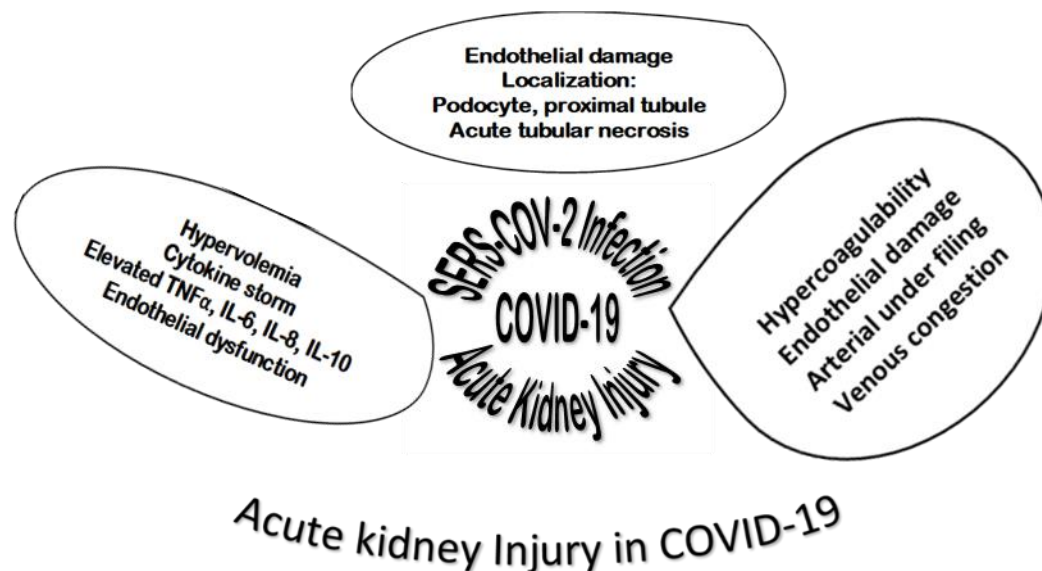 Endothelial damage
Localization:
Podocyte, proximal tubule
Acute tubular necrosis
Hypervolemia
Cytokine storm
Elevated TNFα, IL-6, IL-8, IL-10
Endothelial dysfunction
SERS-COV-2 Infection
COVID-19
Acute Kidney Injury
Hypercoagulability
Endothelial damage
Arterial under filing
Venous congestion
Acute kidney Injury in COVID-19